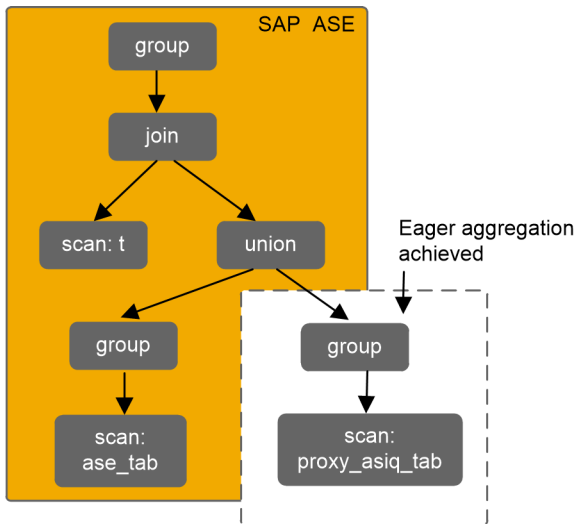 SAP ASE
group
join
scan: t
union
Eager aggregation
achieved
group
group
scan:
ase_tab
scan:
proxy_asiq_tab